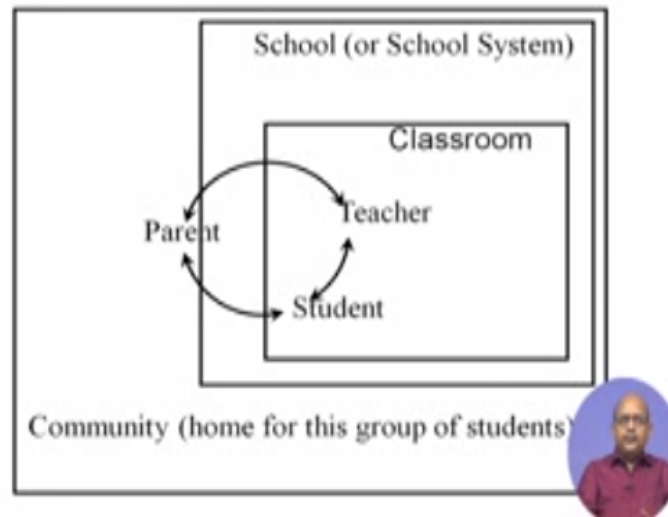 School (or School System)
Classroom
Teacher
Parent
Student
Community (home for this group of students)